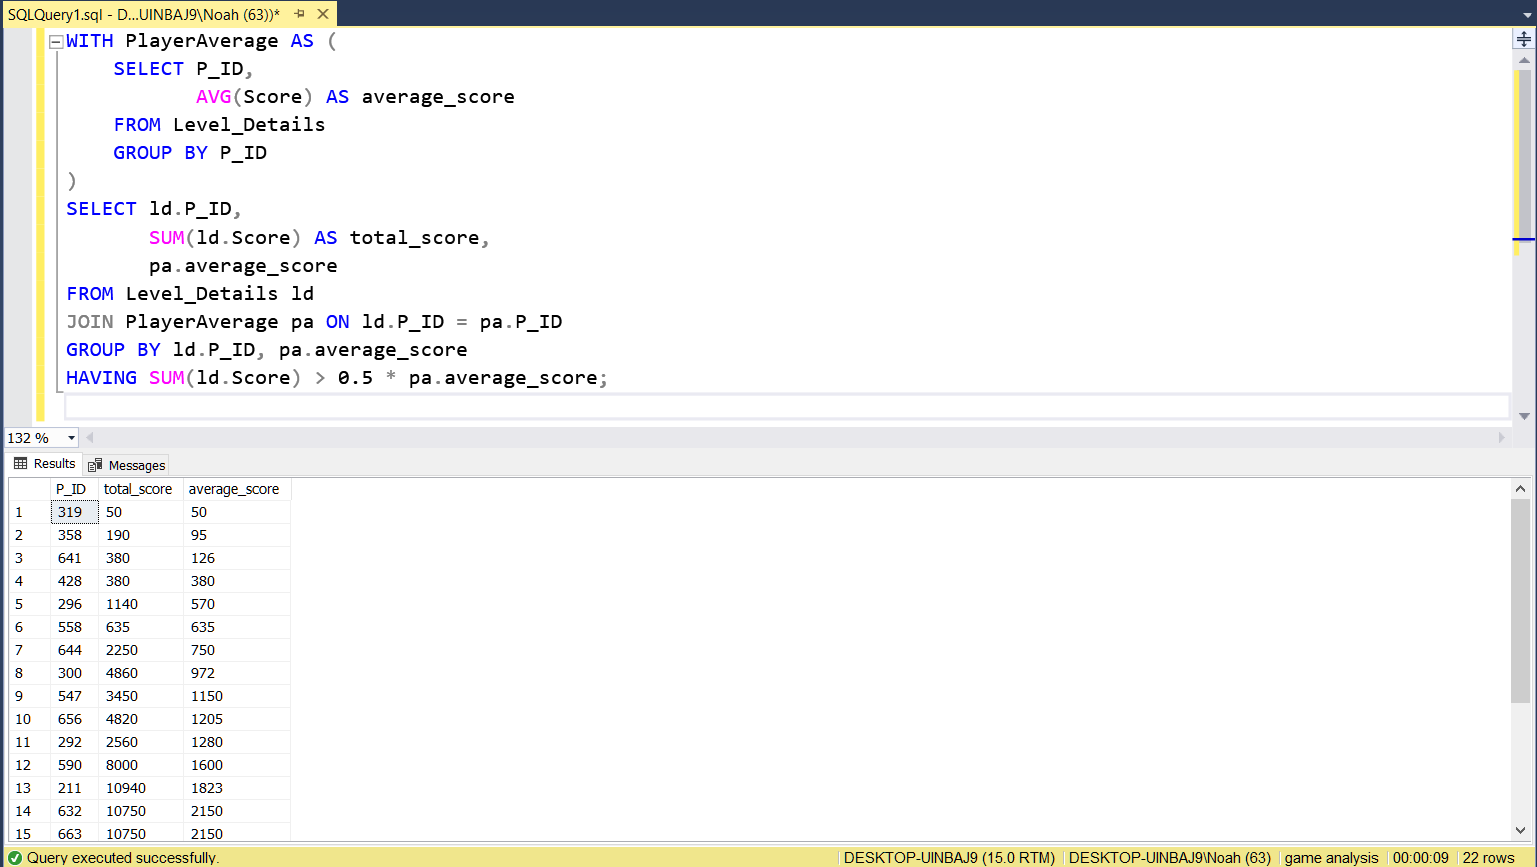 SQLQuery1.sql - D...UINBAJ9\Noah (63))*
WITH PlayerAverage AS (
SELECT P_ID,
AVG(Score) AS average_score
FROM Level_Details
GROUP BY P_ID
)
SELECT ld.P_ID,
SUM(ld.Score) AS total_score,
pa.average_score
FROM Level_Details ld
JOIN PlayerAverage pa ON ld.P_ID = pa.P_ID
GROUP BY ld.P_ID, pa.average_score
HAVING SUM(ld.Score) > 0.5 * pa.average_score;
132 %
Results Messages
P_ID total_score average_score
1 319 50 50
2 358 190 95
3 641 380 126
4 428 380 380
5 296 1140 570
6 558 635 635
7 644 2250 750
8 300 4860 972
9 547 3450 1150
10 656 4820 1205
11 292 2560 1280
12 590 8000 1600
13 211 10940 1823
14 632 10750 2150
15 663 10750 2150
Query executed successfully. DESKTOP-UINBAJ9 (15.0 RTM) DESKTOP-UINBAJ9\Noah (63) game analysis 00:00:09 22 rows